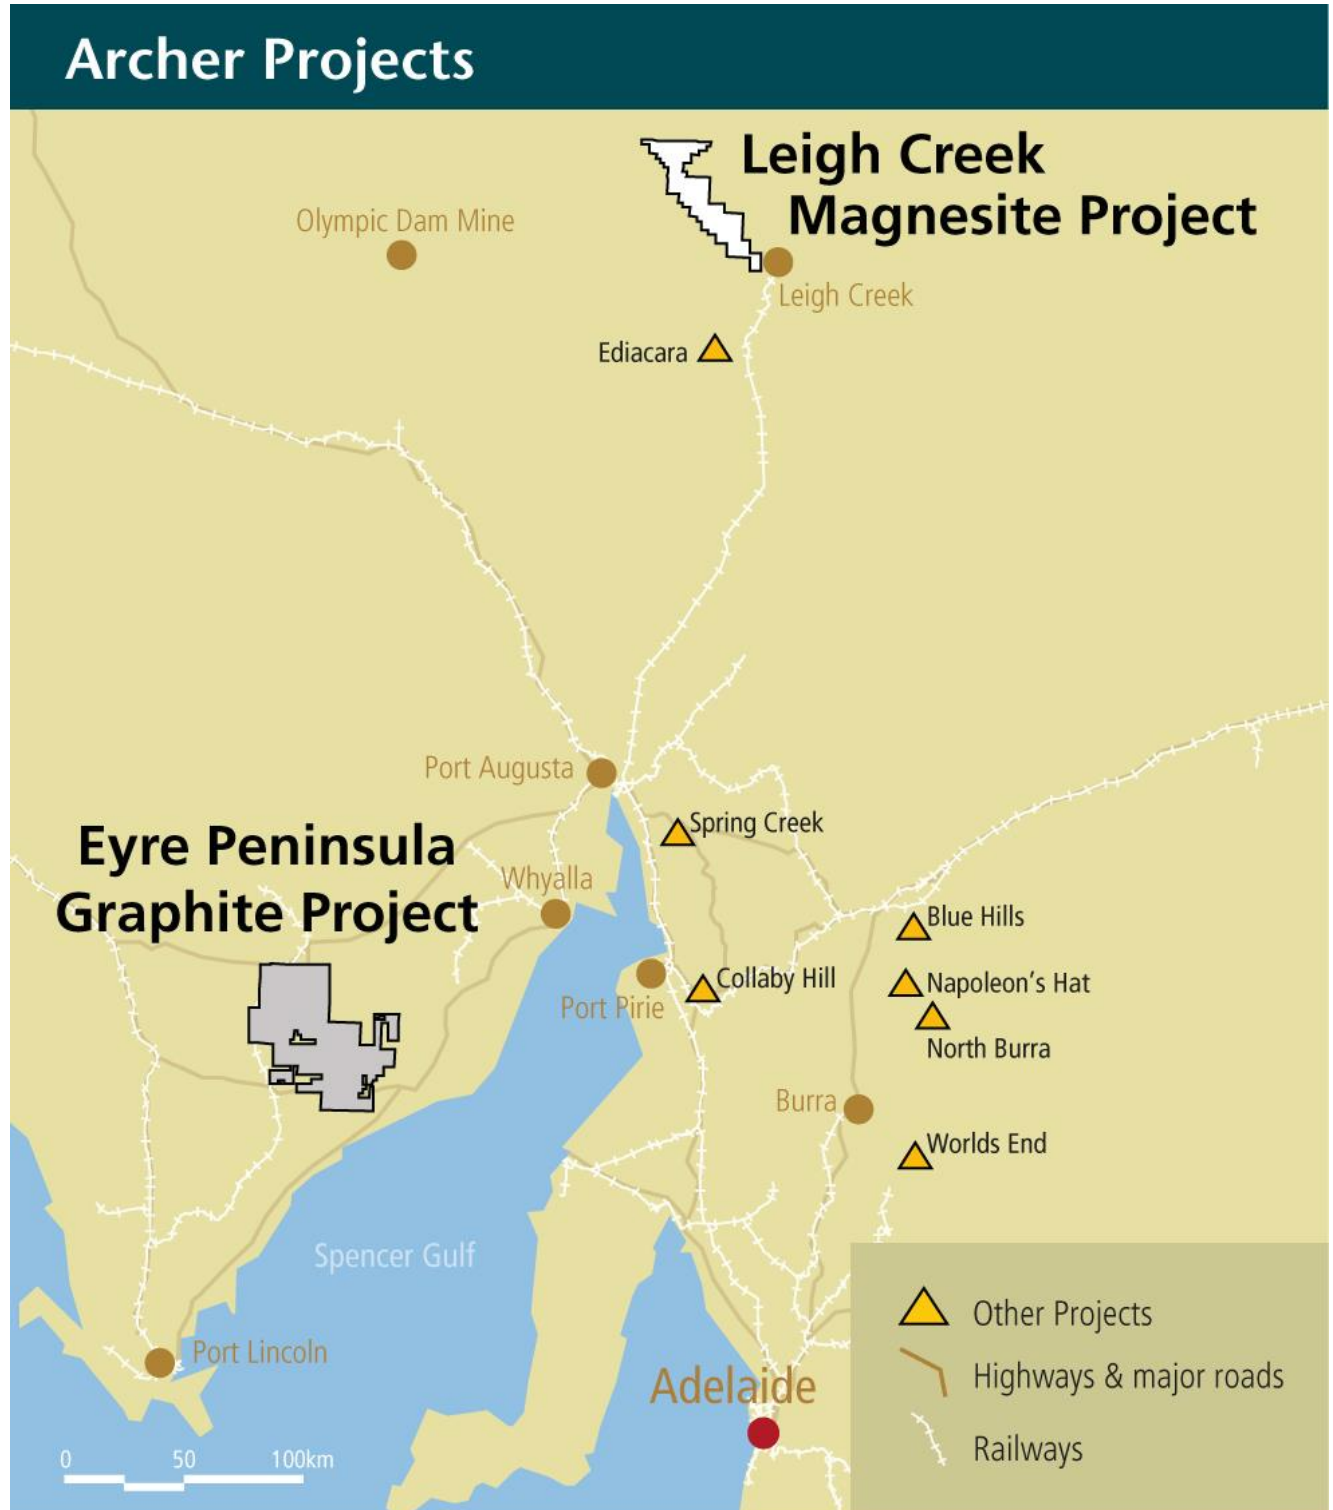 Archer Projects
Leigh Creek
Magnesite Project
Olympic Dam Mine
Leigh Creek
Ediacara
Port Augusta
Spring Creek
Eyre Peninsula
Graphite Project
Whyalla
Blue Hills
Collaby Hill
Napoleon's Hat
Port Pirie
North Burra
Burra
Worlds End
Spencer Gulf
Other Projects
Port Lincoln
Highways & major roads
Adelaide
Railways
0 50 100km